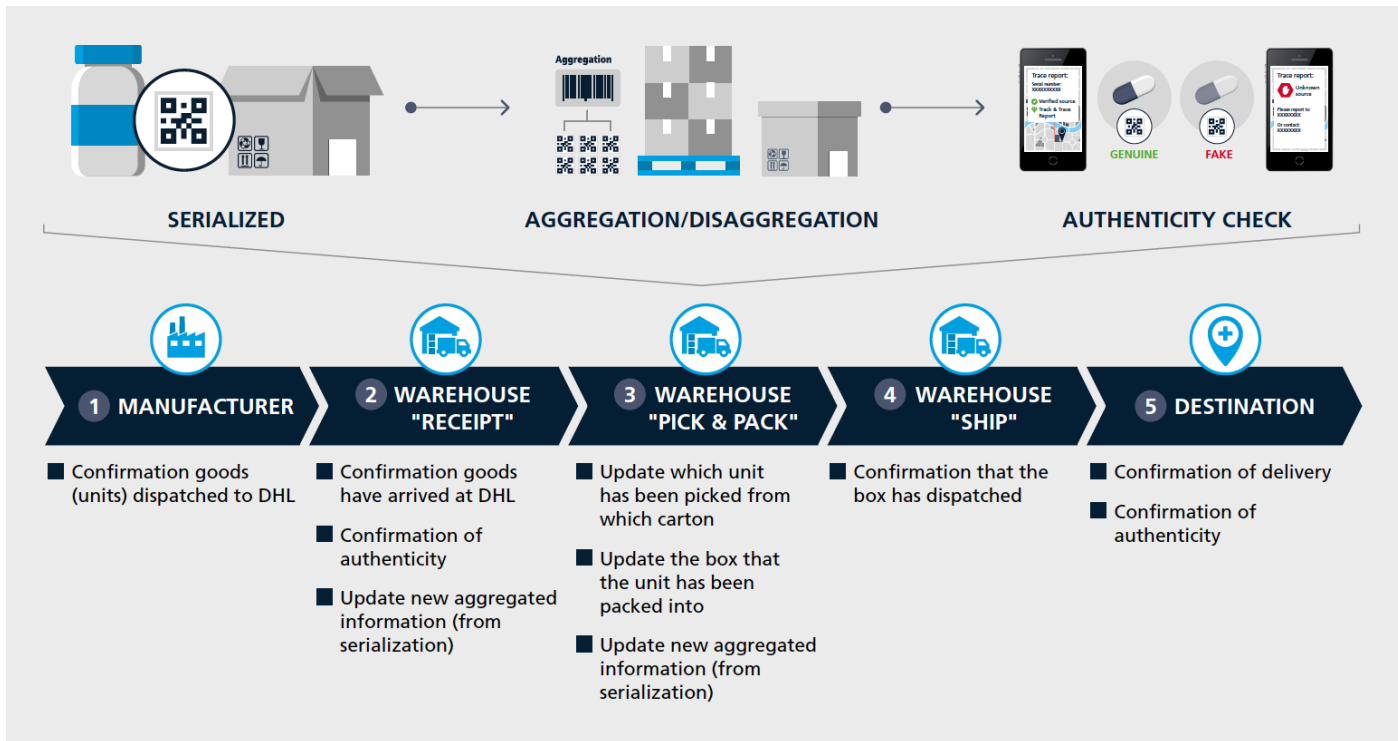 Aggregation
Trace report:
Serial number:
XXXXXXXXXX
Verified source
Track & Trace
Report
GENUINE
FAKE
Trace report:
Unknown
source
Please report to
XXXXXXXX
Or contact
XXXXXXXX
SERIALIZED
AGGREGATION/DISAGGREGATION
AUTHENTICITY CHECK
1 MANUFACTURER
Confirmation goods
(units) dispatched to DHL
2 WAREHOUSE
"RECEIPT"
Confirmation goods
have arrived at DHL
Confirmation of
authenticity
Update new aggregated
information (from
serialization)
3 WAREHOUSE
"PICK & PACK"
Update which unit
has been picked from
which carton
Update the box that
the unit has been
packed into
Update new aggregated
information (from
serialization)
4 WAREHOUSE
"SHIP"
Confirmation that the
box has dispatched
5 DESTINATION
Confirmation of delivery
Confirmation of
authenticity